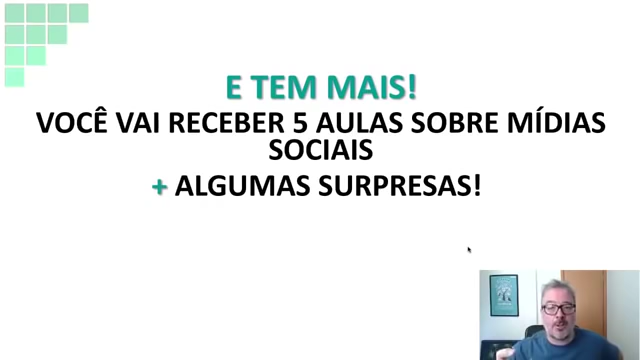 E TEM MAIS!
VOCÊ VAI RECEBER 5 AULAS SOBRE MÍDIAS
SOCIAIS
+ ALGUMAS SURPRESAS!